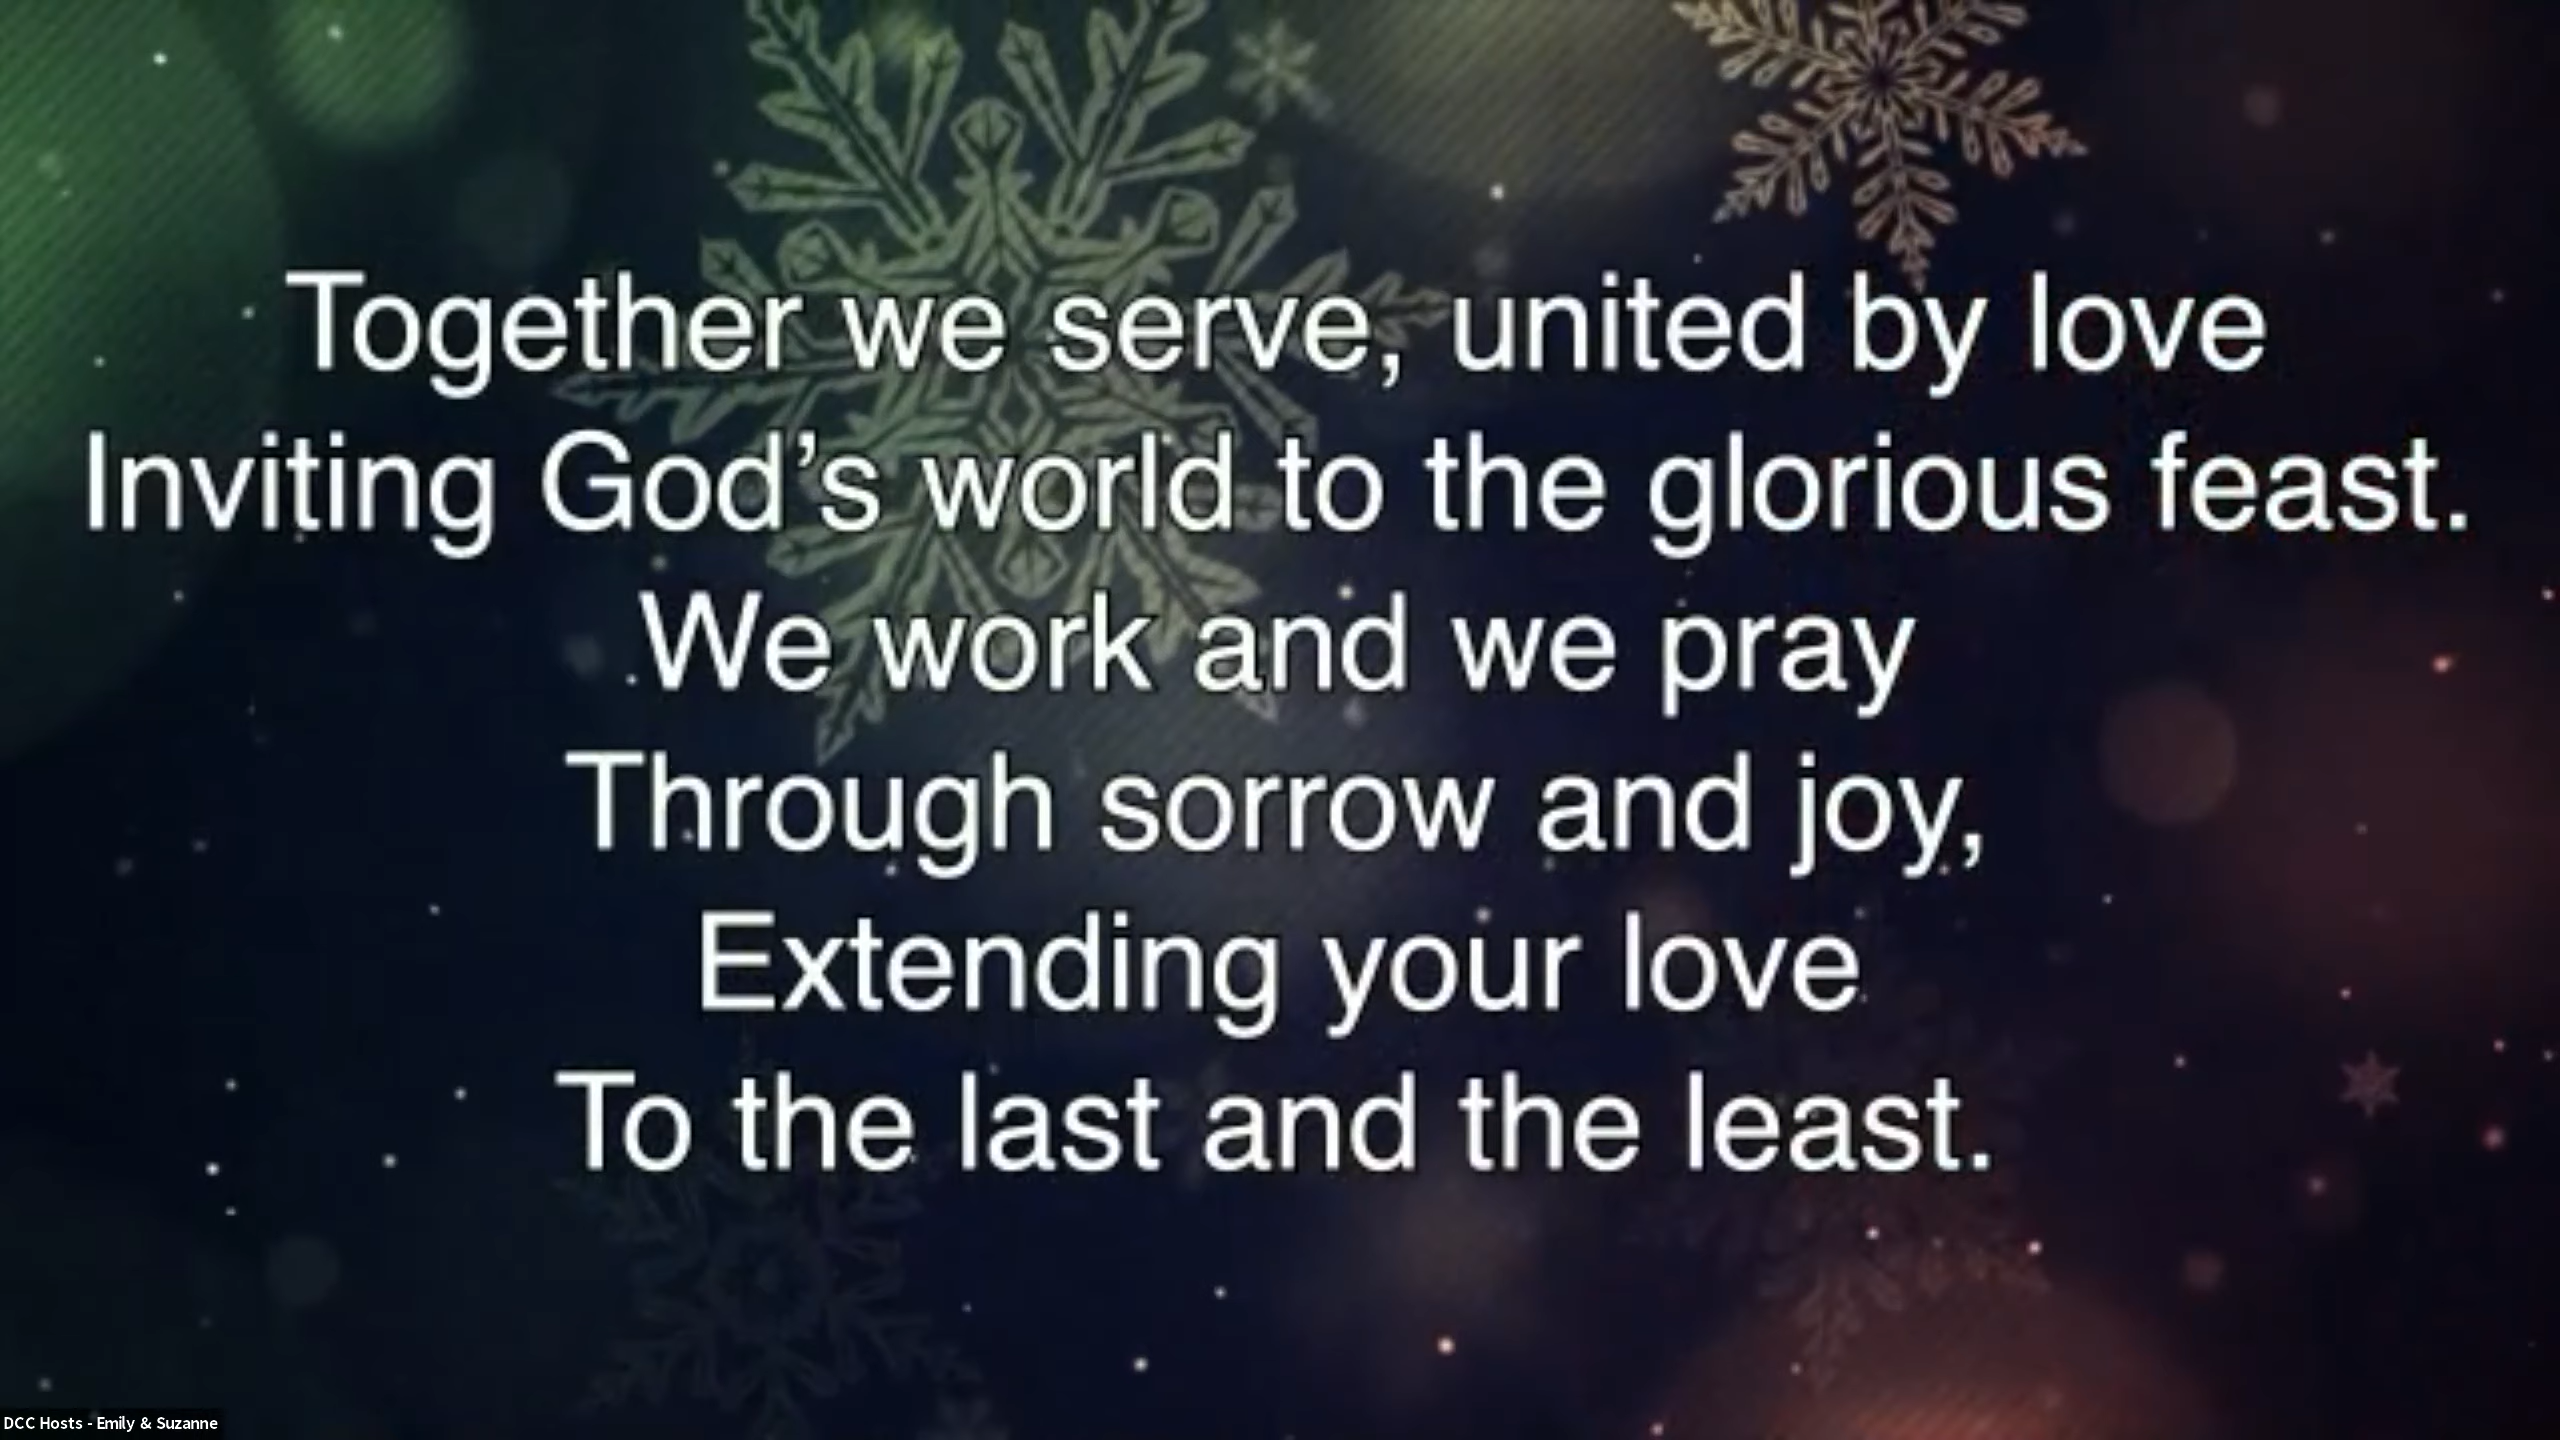 Together we serve, united by love
Inviting God’s world to the glorious feast.
We work and we pray
Through sorrow and joy,
Extending your love
To the last and the least.
DCC Hosts - Emily & Suzanne